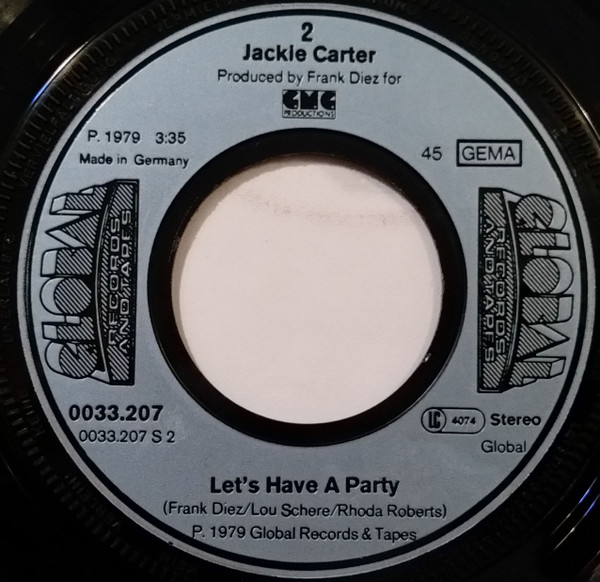 2
Jackie Carter
Produced by Frank Diez for
GMG
PRODUCTIONS
P. 1979 3:35
Made in Germany
45 GEMA
GLOBAL
RECORDS
AND TAPES
GLOBAL
RECORDS
AND TAPES
0033.207
0033.207 S 2
LC 4074 Stereo
Global
Let's Have A Party
(Frank Diez/Lou Schere/Rhoda Roberts)
P. 1979 Global Records & Tapes